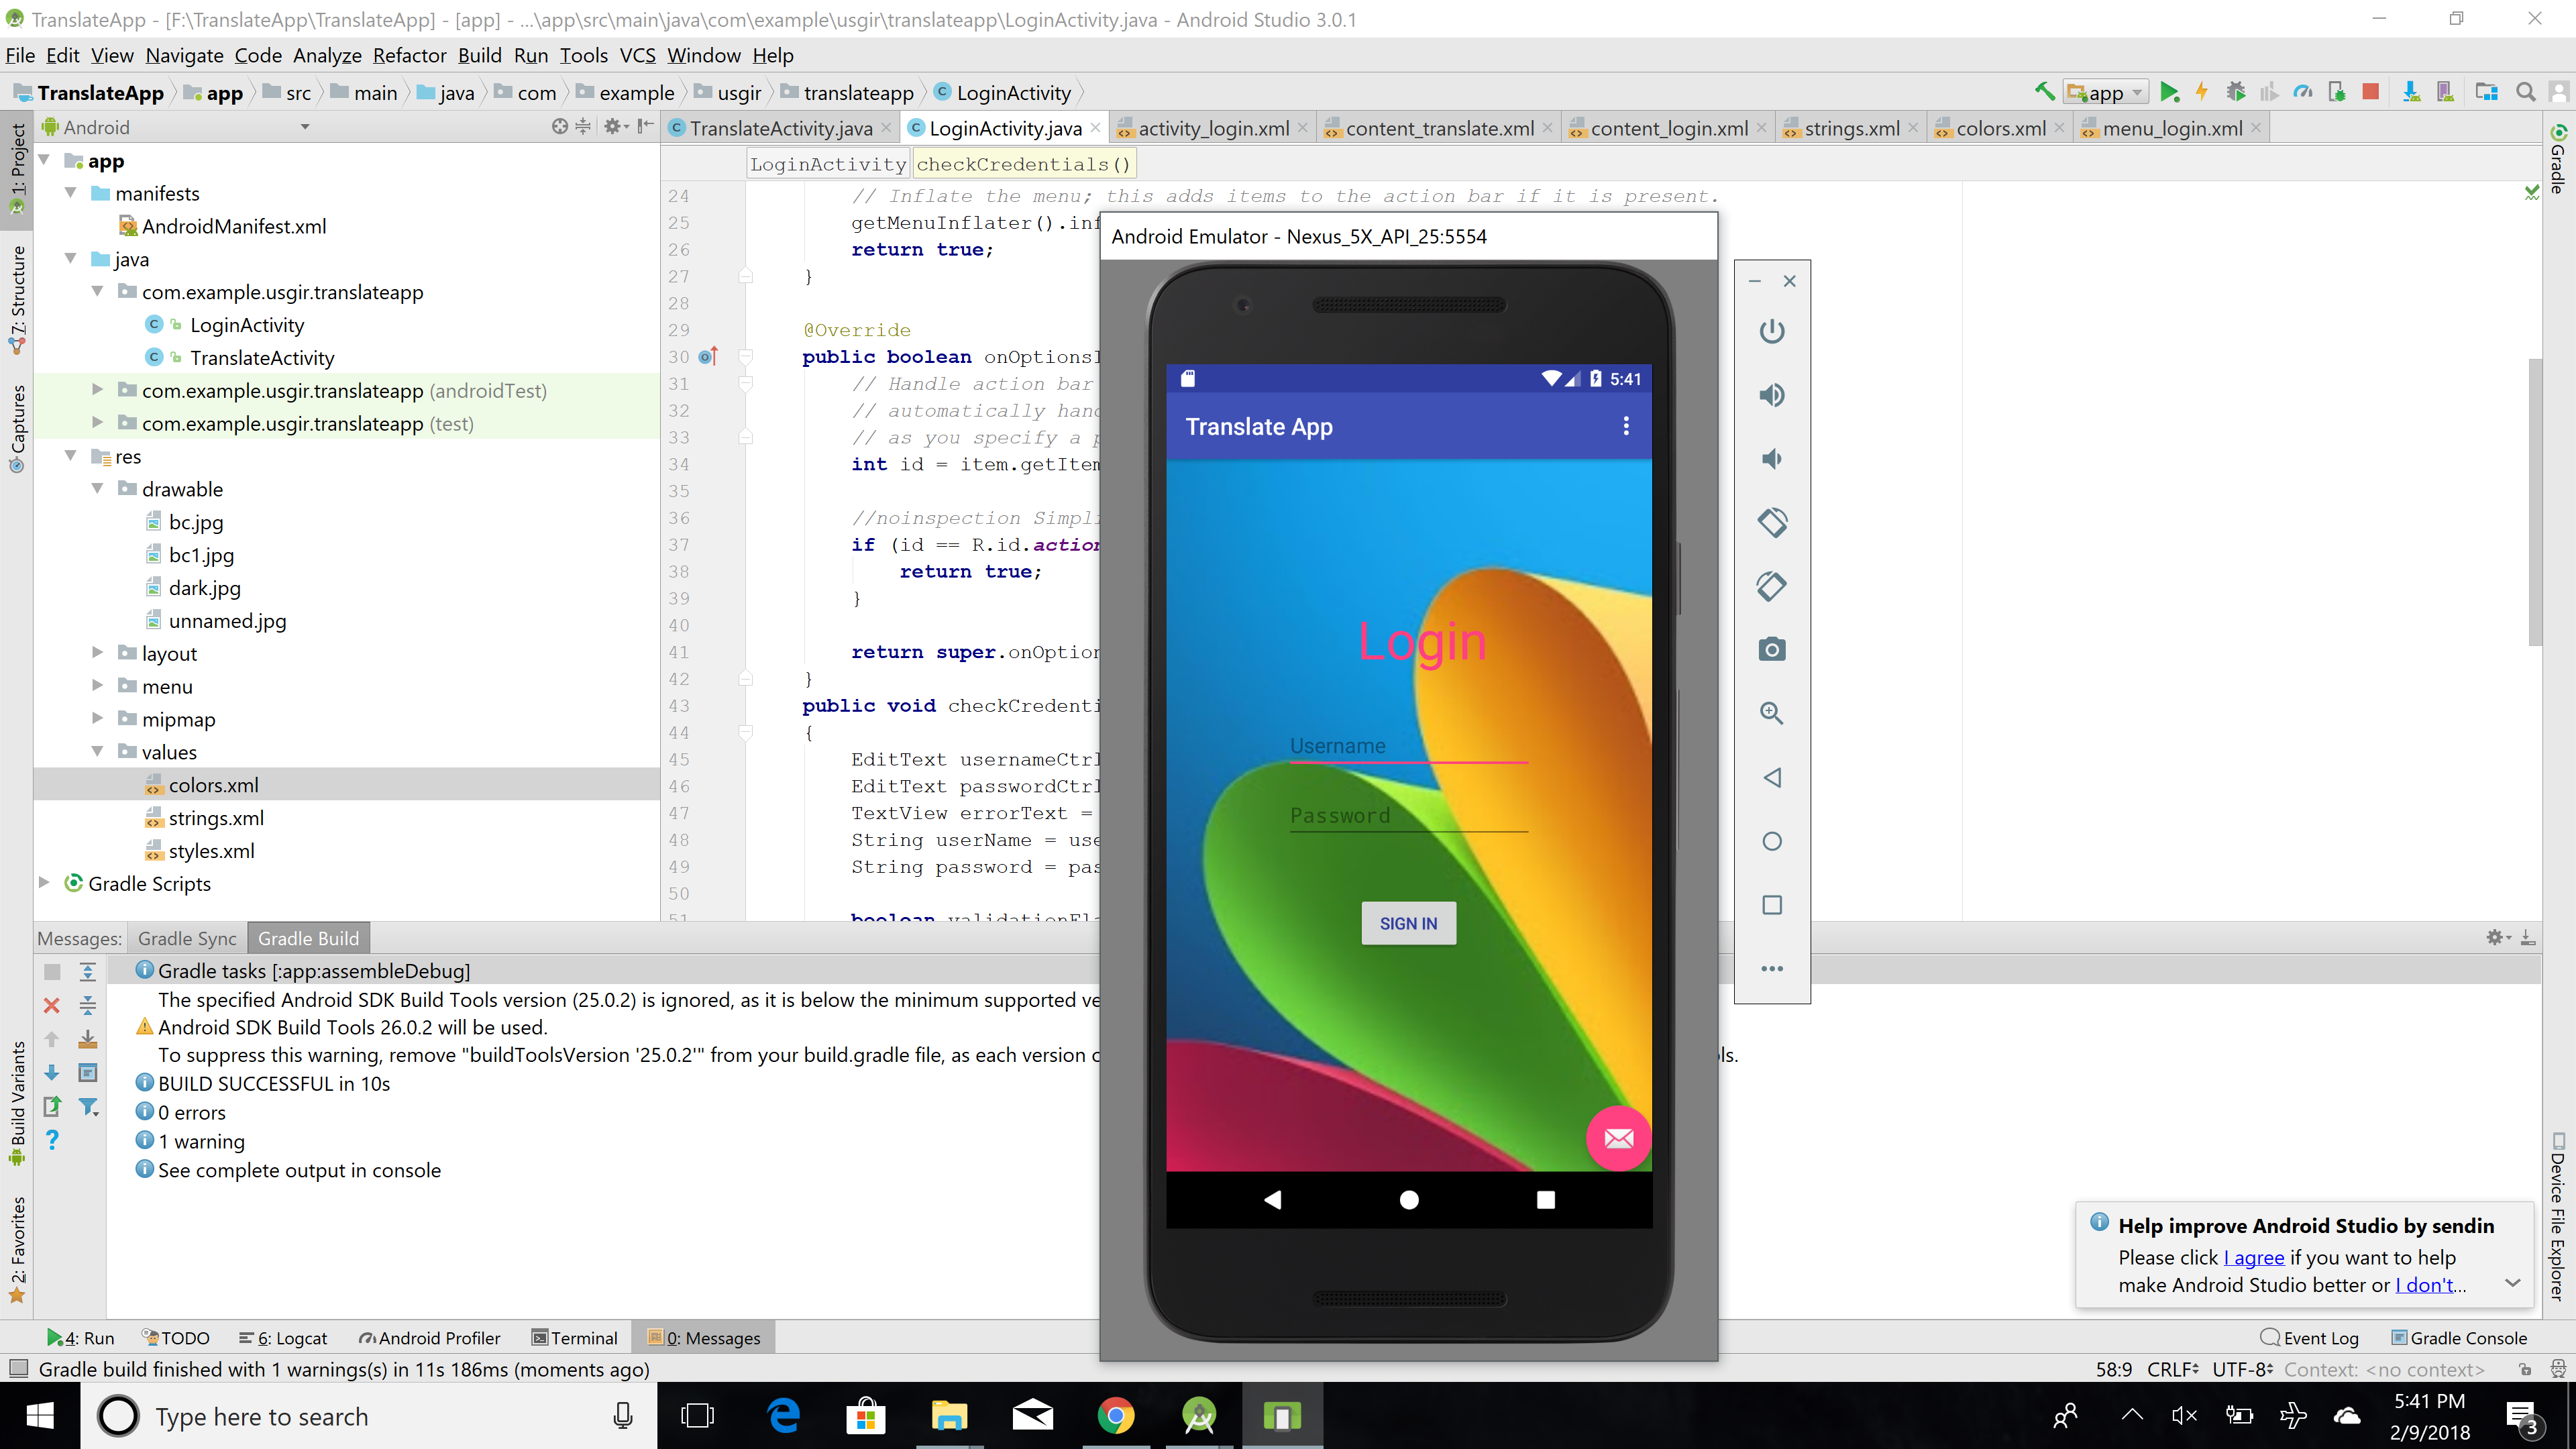 TranslateApp - [F:\TranslateApp\TranslateApp] - [app] - ...\app\src\main\java\com\example\usgir\translateapp\LoginActivity.java - Android Studio 3.0.1
File Edit View Navigate Code Analyze Refactor Build Run Tools VCS Window Help
TranslateApp app src main java com example usgir translateapp LoginActivity
app
Android
TranslateActivity.java LoginActivity.java activity_login.xml content_translate.xml content_login.xml strings.xml colors.xml menu_login.xml
LoginActivity checkCredentials()
1: Project
7: Structure
Captures
Build Variants
2: Favorites
app
manifests
AndroidManifest.xml
java
com.example.usgir.translateapp
LoginActivity
TranslateActivity
com.example.usgir.translateapp (androidTest)
com.example.usgir.translateapp (test)
res
drawable
bc.jpg
bc1.jpg
dark.jpg
unnamed.jpg
layout
menu
mipmap
values
colors.xml
strings.xml
styles.xml
Gradle Scripts
24 // Inflate the menu; this adds items to the action bar if it is present.
25 getMenuInflater().inf
26 return true;
27 }
28
29 @Override
30 public boolean onOptionsI
31 // Handle action bar
32 // automatically hand
33 // as you specify a p
34 int id = item.getItem
35
36 //noinspection Simpli
37 if (id == R.id.action
38 return true;
39 }
40
41 return super.onOption
42 }
43 public void checkCredenti
44 {
45 EditText usernameCtrl
46 EditText passwordCtrl
47 TextView errorText =
48 String userName = use
49 String password = pas
50
51 boolean validationFla
Android Emulator - Nexus_5X_API_25:5554
5:41
Translate App
Login
Username
Password
SIGN IN
Gradle
Device File Explorer
Messages: Gradle Sync Gradle Build
Gradle tasks [:app:assembleDebug]
The specified Android SDK Build Tools version (25.0.2) is ignored, as it is below the minimum supported ve
Android SDK Build Tools 26.0.2 will be used.
To suppress this warning, remove "buildToolsVersion '25.0.2'" from your build.gradle file, as each version o ls.
BUILD SUCCESSFUL in 10s
0 errors
1 warning
See complete output in console
Help improve Android Studio by sendin
Please click I agree if you want to help
make Android Studio better or I don't...
4: Run TODO 6: Logcat Android Profiler Terminal 0: Messages Event Log Gradle Console
Gradle build finished with 1 warnings(s) in 11s 186ms (moments ago) 58:9 CRLF UTF-8 Context: <no context>
Type here to search
5:41 PM
2/9/2018
3